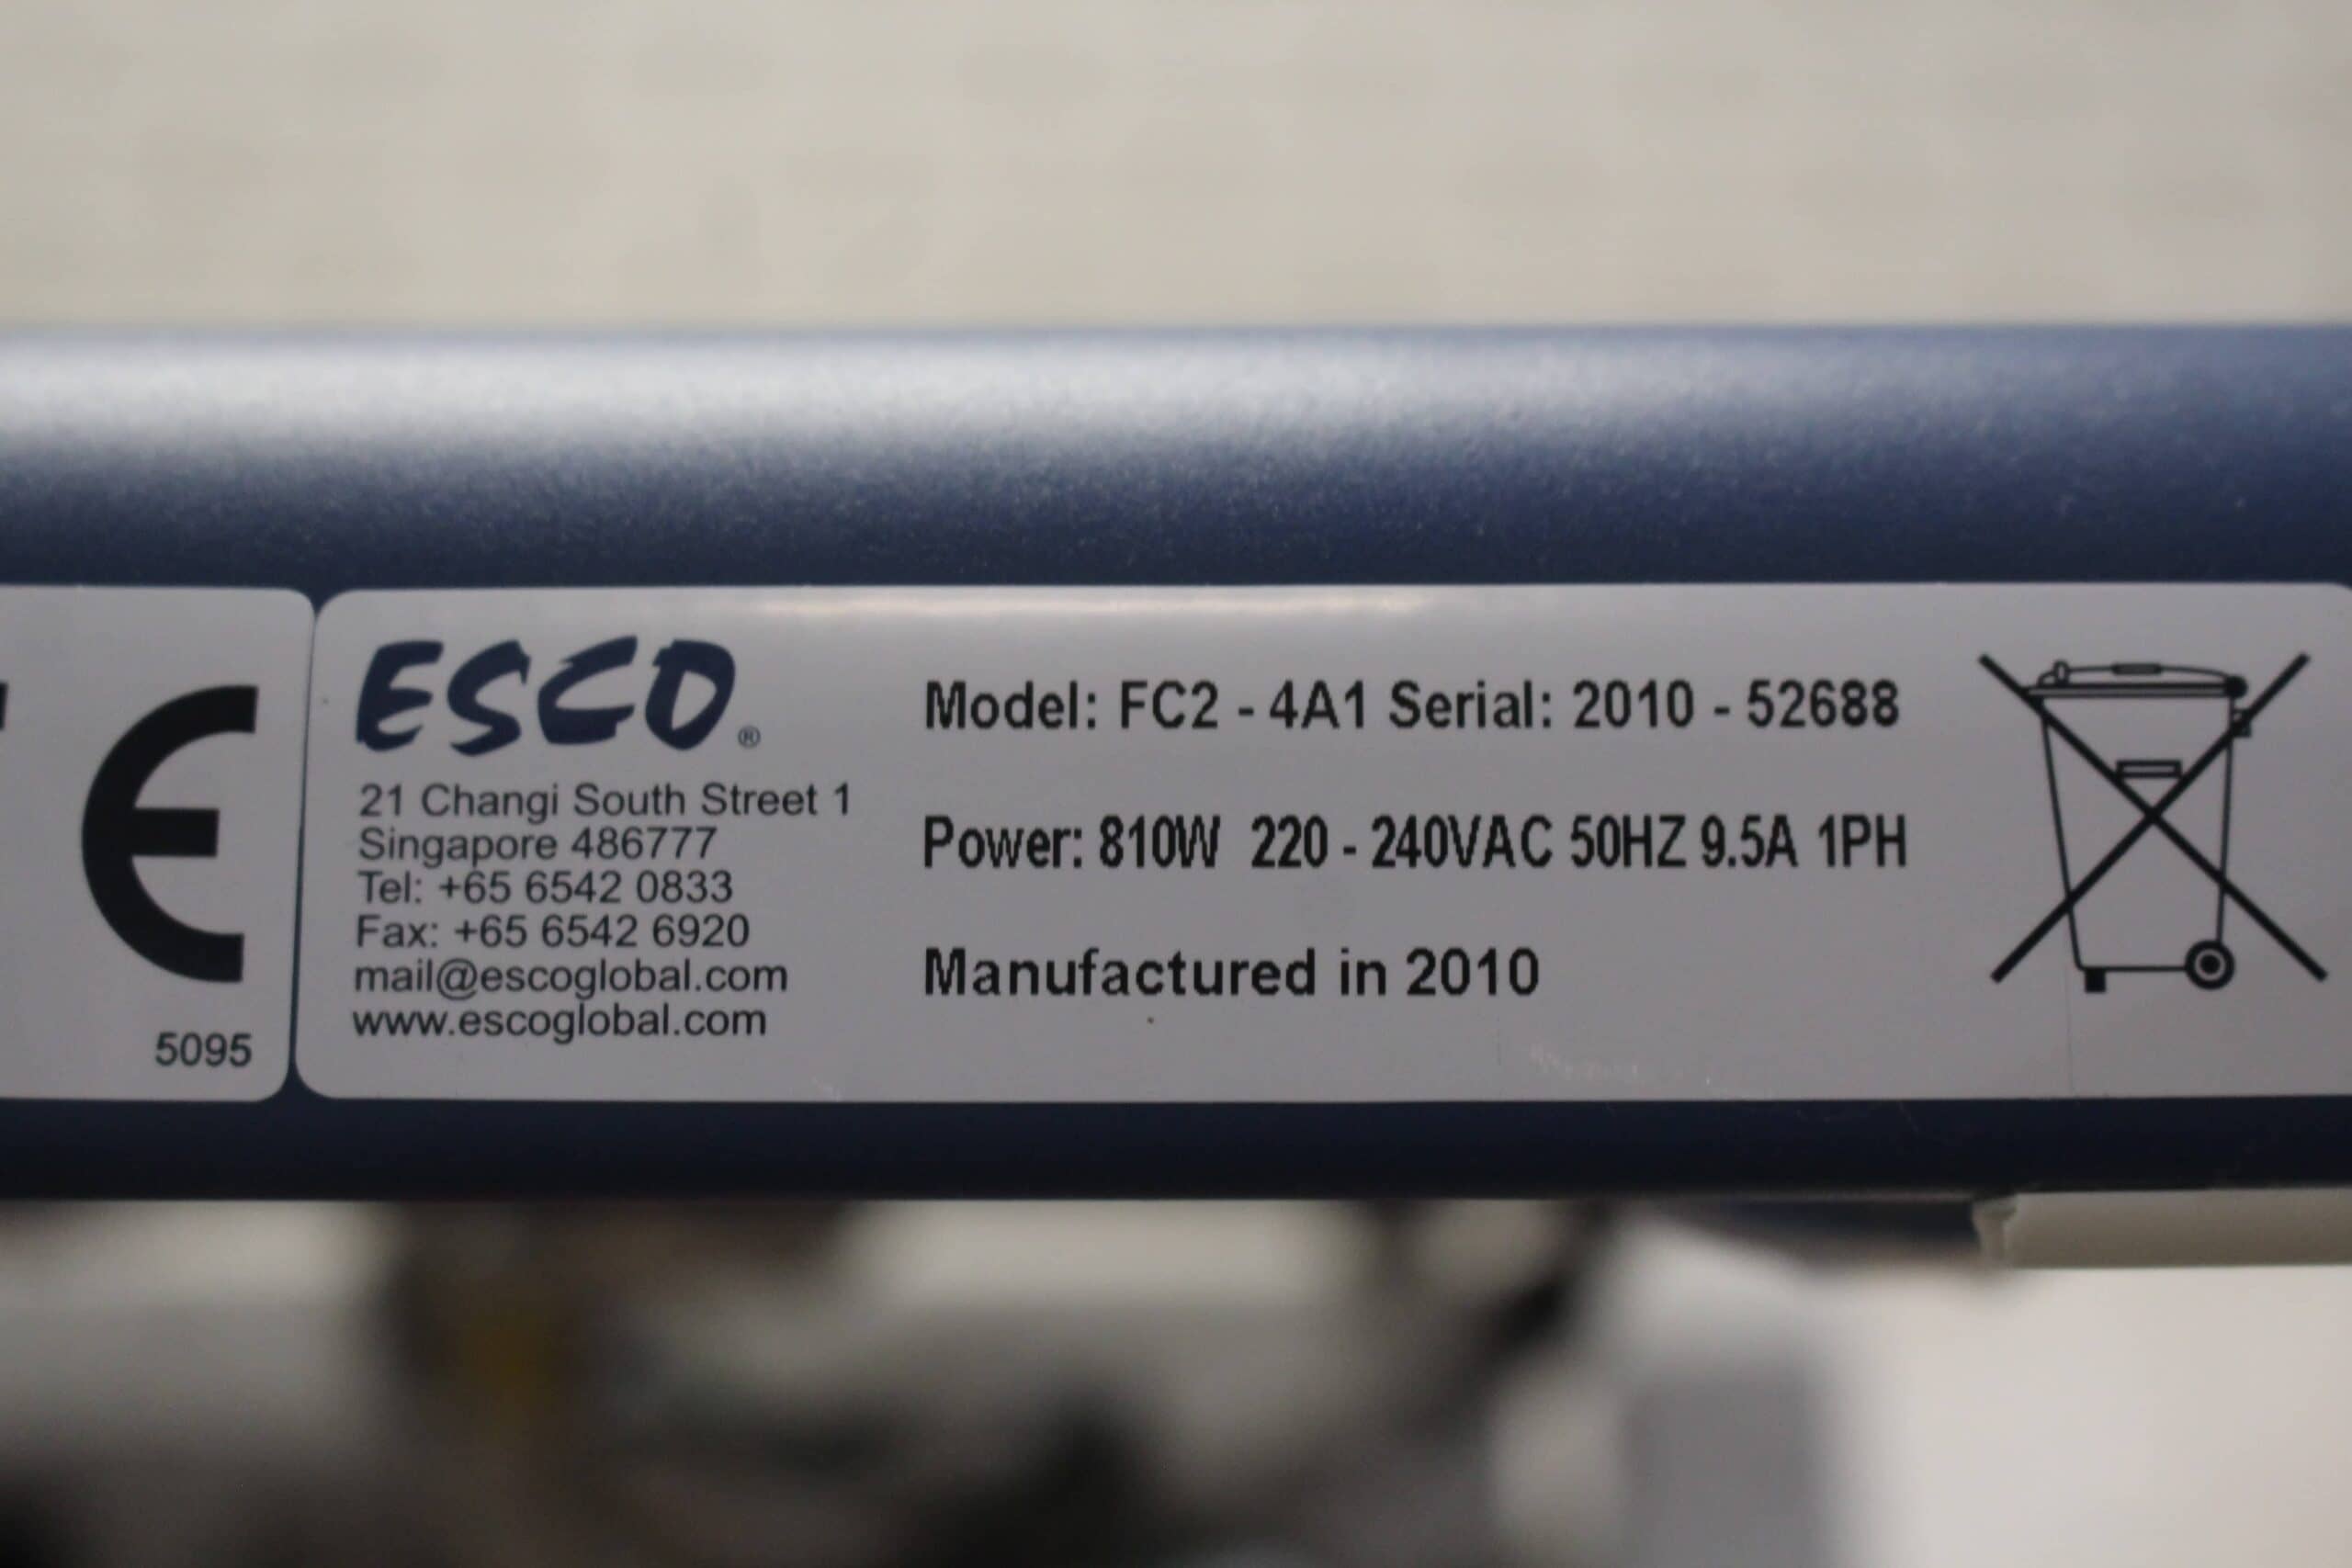 CE
5095
ESCO®
21 Changi South Street 1
Singapore 486777
Tel: +65 6542 0833
Fax: +65 6542 6920
mail@escoglobal.com
www.escoglobal.com
Model: FC2 - 4A1 Serial: 2010 - 52688
Power: 810W 220 - 240VAC 50HZ 9.5A 1PH
Manufactured in 2010